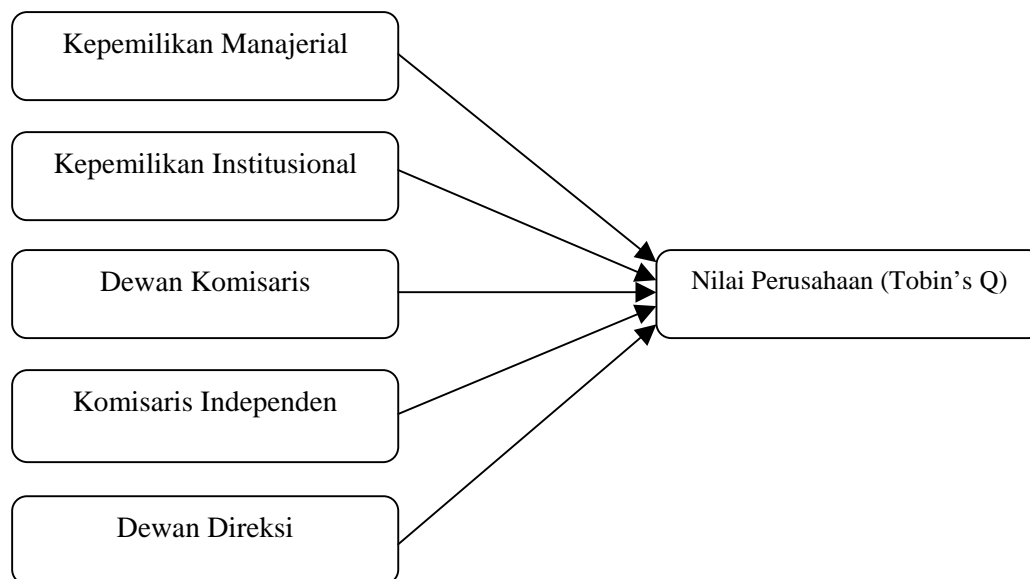 Kepemilikan Manajerial
Kepemilikan Institusional
Dewan Komisaris
Nilai Perusahaan (Tobin’s Q)
Komisaris Independen
Dewan Direksi